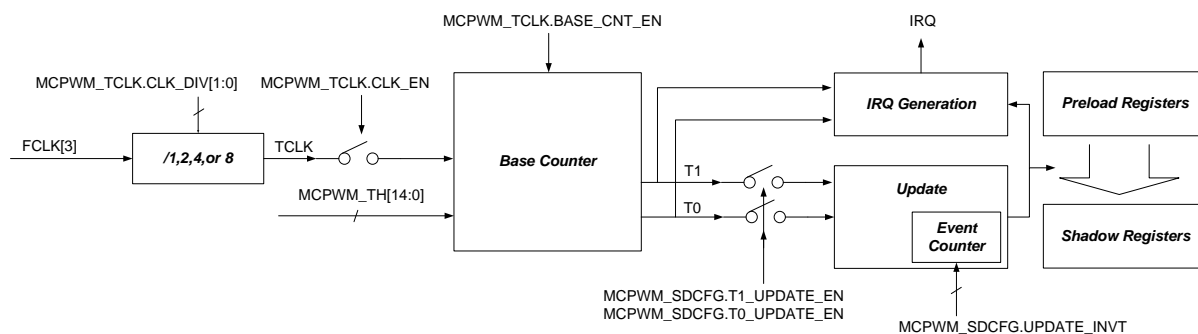 MCPWM_TCLK.BASE_CNT_EN
IRQ
MCPWM_TCLK.CLK_DIV[1:0]
MCPWM_TCLK.CLK_EN
FCLK[3]
/1,2,4,or 8
TCLK
Base Counter
IRQ Generation
Preload Registers
MCPWM_TH[14:0]
T1
T0
Update
Event
Counter
Shadow Registers
MCPWM_SDCFG.T1_UPDATE_EN
MCPWM_SDCFG.T0_UPDATE_EN
MCPWM_SDCFG.UPDATE_INVT